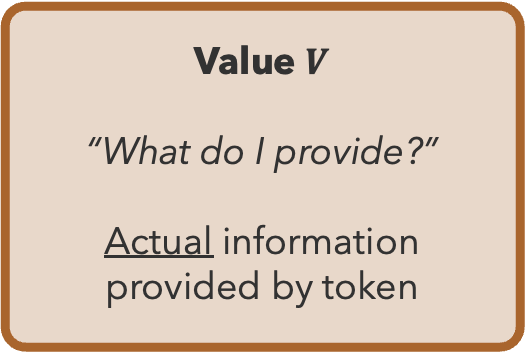 Value V
“What do I provide?”
Actual information
provided by token